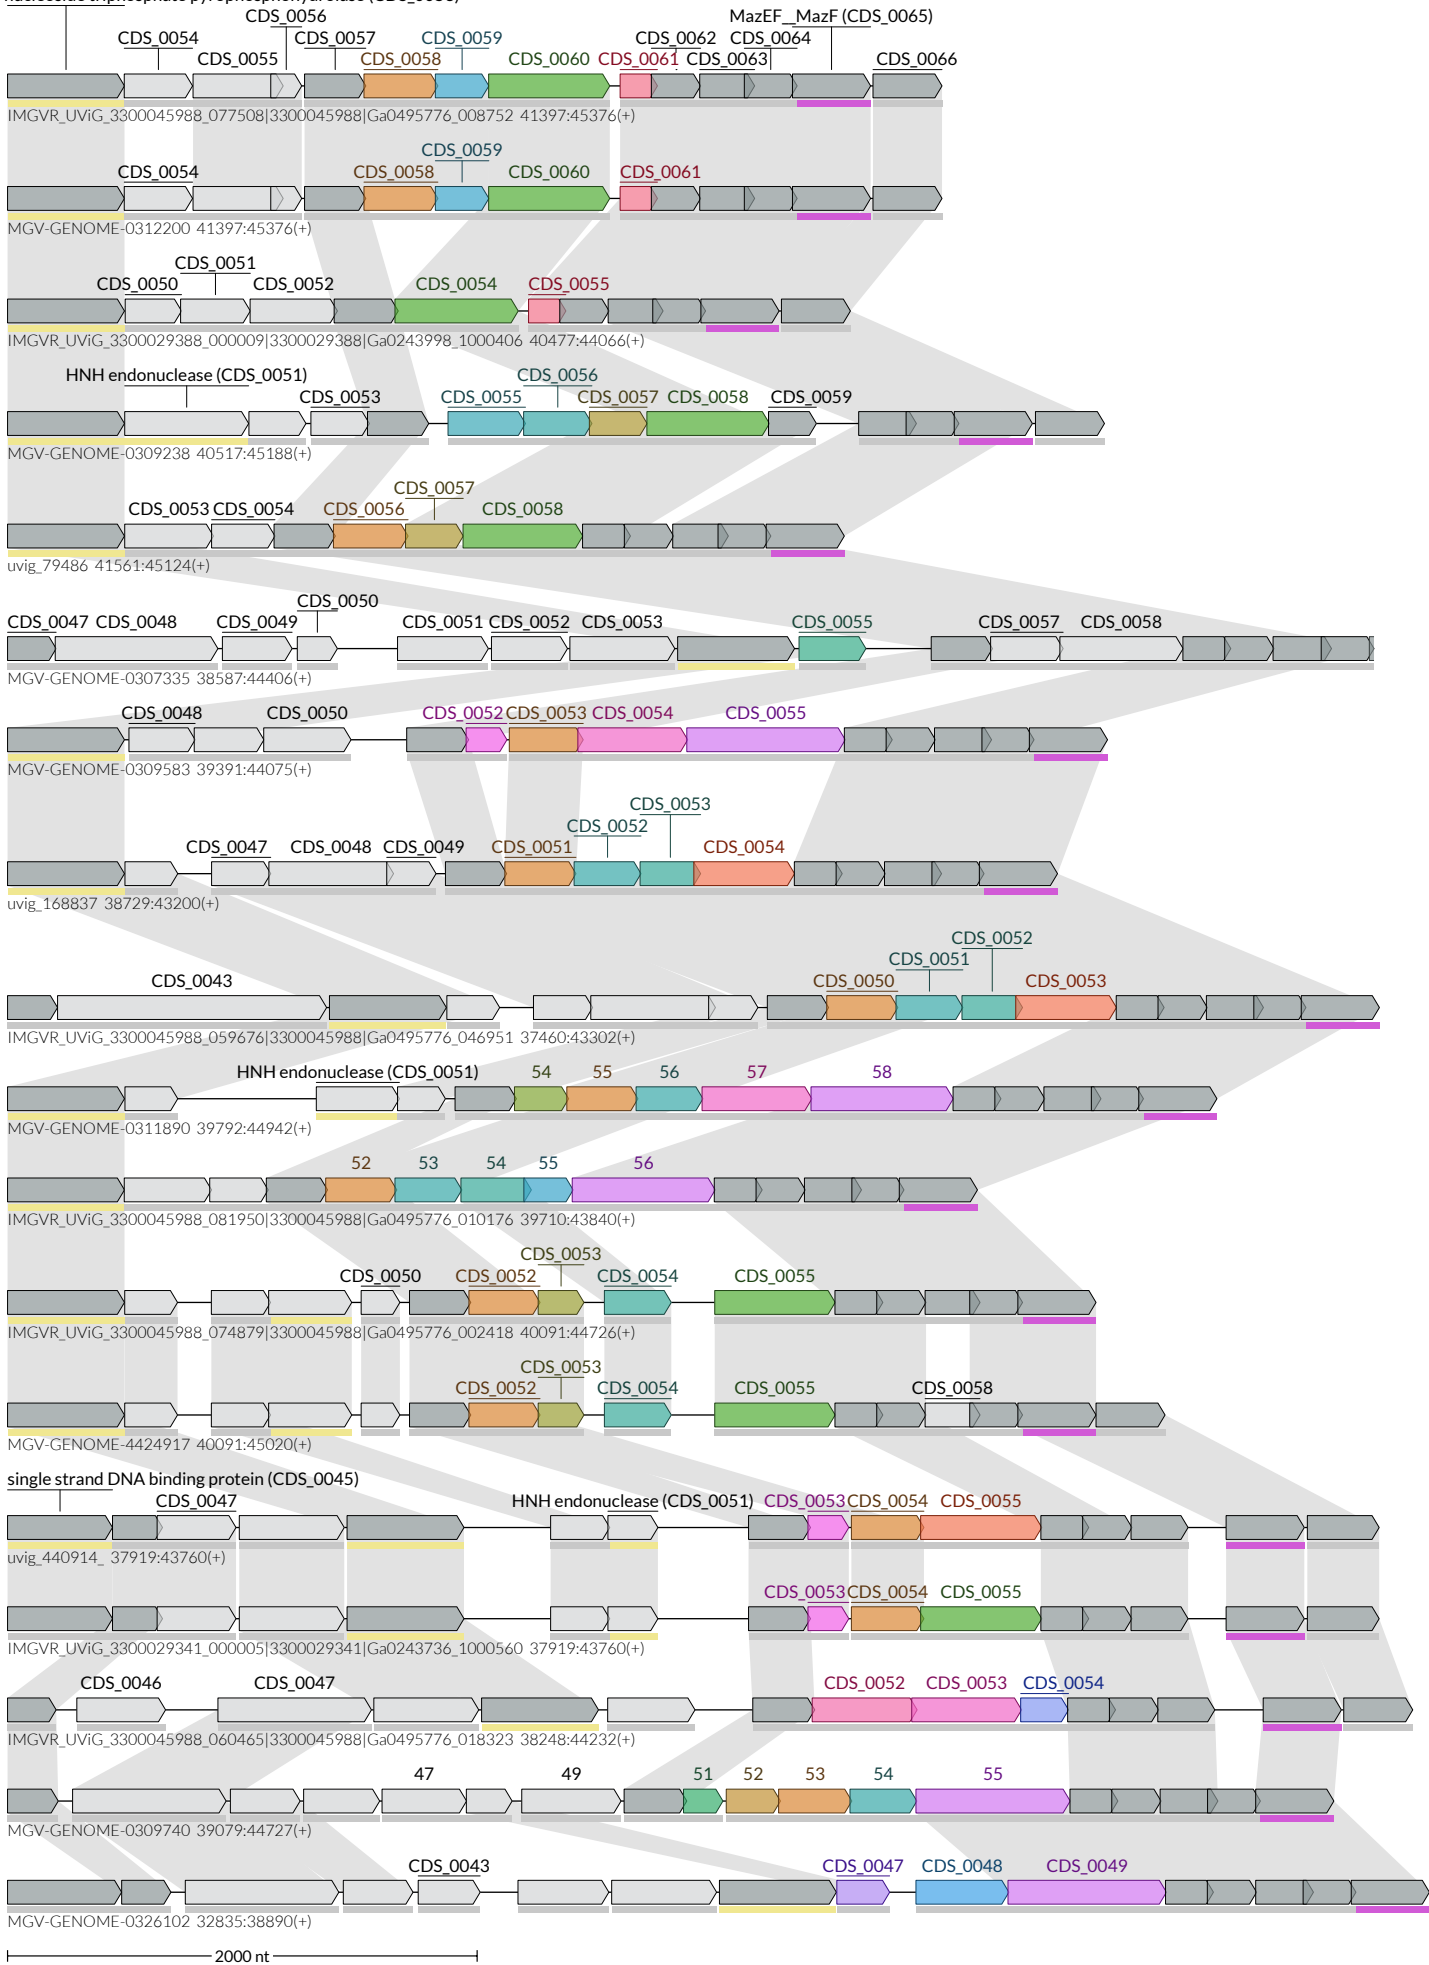 CDS_0056
MazEF__MazF (CDS_0065)
CDS_0054 CDS_0057 CDS_0059 CDS_0062 CDS_0064
CDS_0055 CDS_0058 CDS_0060 CDS_0061 CDS_0063 CDS_0066
IMGVR_UViG_3300045988_077508|3300045988|Ga0495776_008752 41397:45376(+)
CDS_0059
CDS_0054 CDS_0058 CDS_0060 CDS_0061
MGV-GENOME-0312200 41397:45376(+)
CDS_0051
CDS_0050 CDS_0052 CDS_0054 CDS_0055
IMGVR_UViG_3300029388_000009|3300029388|Ga0243998_1000406 40477:44066(+)
HNH endonuclease (CDS_0051) CDS_0056
CDS_0053 CDS_0055 CDS_0057 CDS_0058 CDS_0059
MGV-GENOME-0309238 40517:45188(+)
CDS_0057
CDS_0053 CDS_0054 CDS_0056 CDS_0058
uvig_79486 41561:45124(+)
CDS_0050
CDS_0047 CDS_0048 CDS_0049 CDS_0051 CDS_0052 CDS_0053 CDS_0055 CDS_0057 CDS_0058
MGV-GENOME-0307335 38587:44406(+)
CDS_0048 CDS_0050 CDS_0052 CDS_0053 CDS_0054 CDS_0055
MGV-GENOME-0309583 39391:44075(+)
CDS_0053
CDS_0052
CDS_0047 CDS_0048 CDS_0049 CDS_0051 CDS_0054
uvig_168837 38729:43200(+)
CDS_0052
CDS_0051
CDS_0043 CDS_0050 CDS_0053
IMGVR_UViG_3300045988_059676|3300045988|Ga0495776_046951 37460:43302(+)
HNH endonuclease (CDS_0051) 54 55 56 57 58
MGV-GENOME-0311890 39792:44942(+)
52 53 54 55 56
IMGVR_UViG_3300045988_081950|3300045988|Ga0495776_010176 39710:43840(+)
CDS_0053
CDS_0050 CDS_0052 CDS_0054 CDS_0055
IMGVR_UViG_3300045988_074879|3300045988|Ga0495776_002418 40091:44726(+)
CDS_0053
CDS_0052 CDS_0054 CDS_0055 CDS_0058
MGV-GENOME-4424917 40091:45020(+)
single strand DNA binding protein (CDS_0045)
CDS_0047 HNH endonuclease (CDS_0051) CDS_0053 CDS_0054 CDS_0055
uvig_440914_ 37919:43760(+)
CDS_0053 CDS_0054 CDS_0055
IMGVR_UViG_3300029341_000005|3300029341|Ga0243736_1000560 37919:43760(+)
CDS_0046 CDS_0047 CDS_0052 CDS_0053 CDS_0054
IMGVR_UViG_3300045988_060465|3300045988|Ga0495776_018323 38248:44232(+)
47 49 51 52 53 54 55
MGV-GENOME-0309740 39079:44727(+)
CDS_0043 CDS_0047 CDS_0048 CDS_0049
MGV-GENOME-0326102 32835:38890(+)
2000 nt